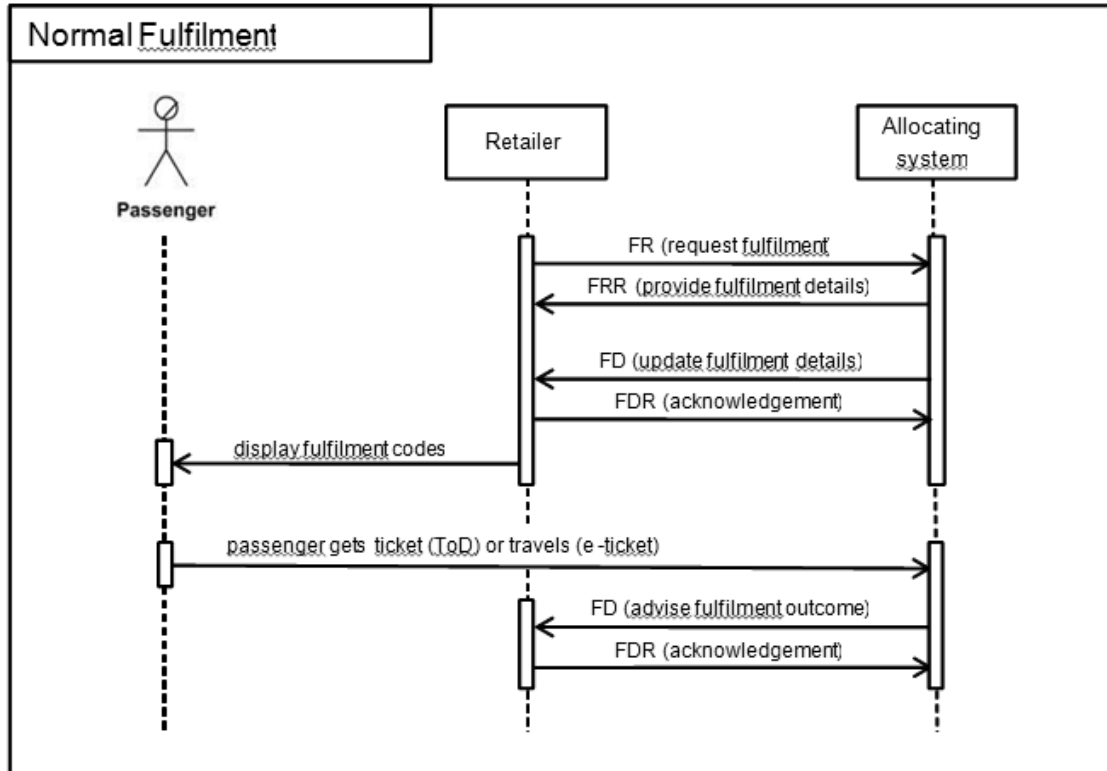 Normal Fulfilment
Passenger
Retailer
Allocating
system
FR (request fulfilment
FRR (provide fulfilment details)
FD (update fulfilment details)
FDR (acknowledgement)
display fulfilment codes
passenger gets ticket (ToD) or travels (e -ticket)
FD (advise fulfilment outcome)
FDR (acknowledgement)